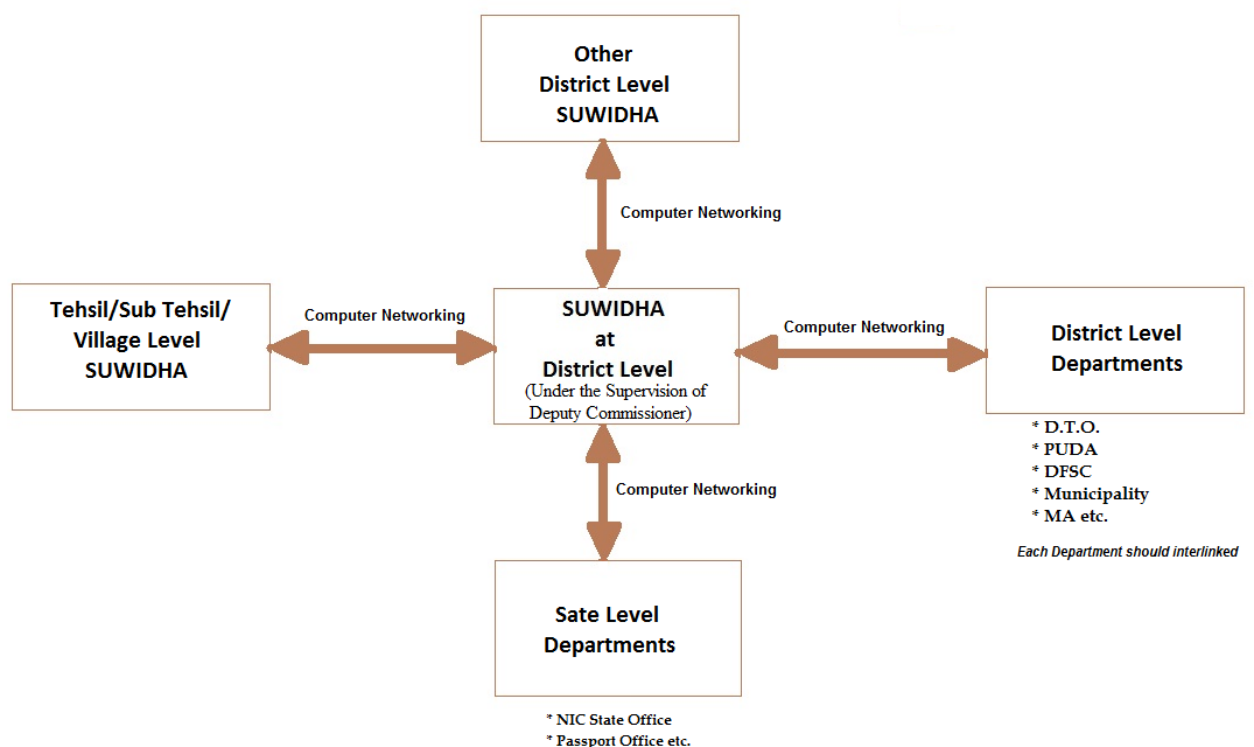 Other
District Level
SUWIDHA
Computer Networking
Tehsil/Sub Tehsil/
Village Level
SUWIDHA
Computer Networking
SUWIDHA
at
District Level
(Under the Supervision of
Deputy Commissioner)
Computer Networking
District Level
Departments
* D.T.O.
* PUDA
* DFSC
* Municipality
* MA etc.
Each Department should interlinked
Computer Networking
Sate Level
Departments
* NIC State Office
* Passport Office etc.